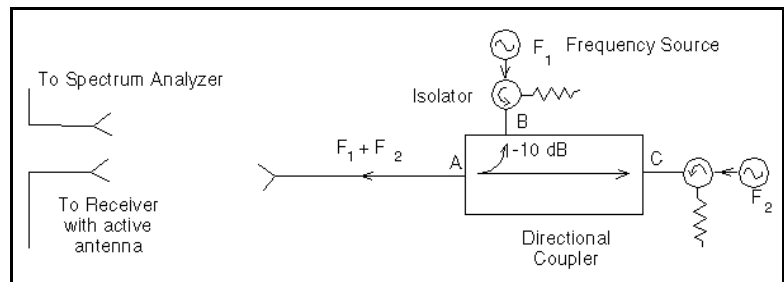 F1 Frequency Source
To Spectrum Analyzer
Isolator
B
F1 + F2
A
-10 dB
C
To Receiver
with active
antenna
F2
Directional
Coupler